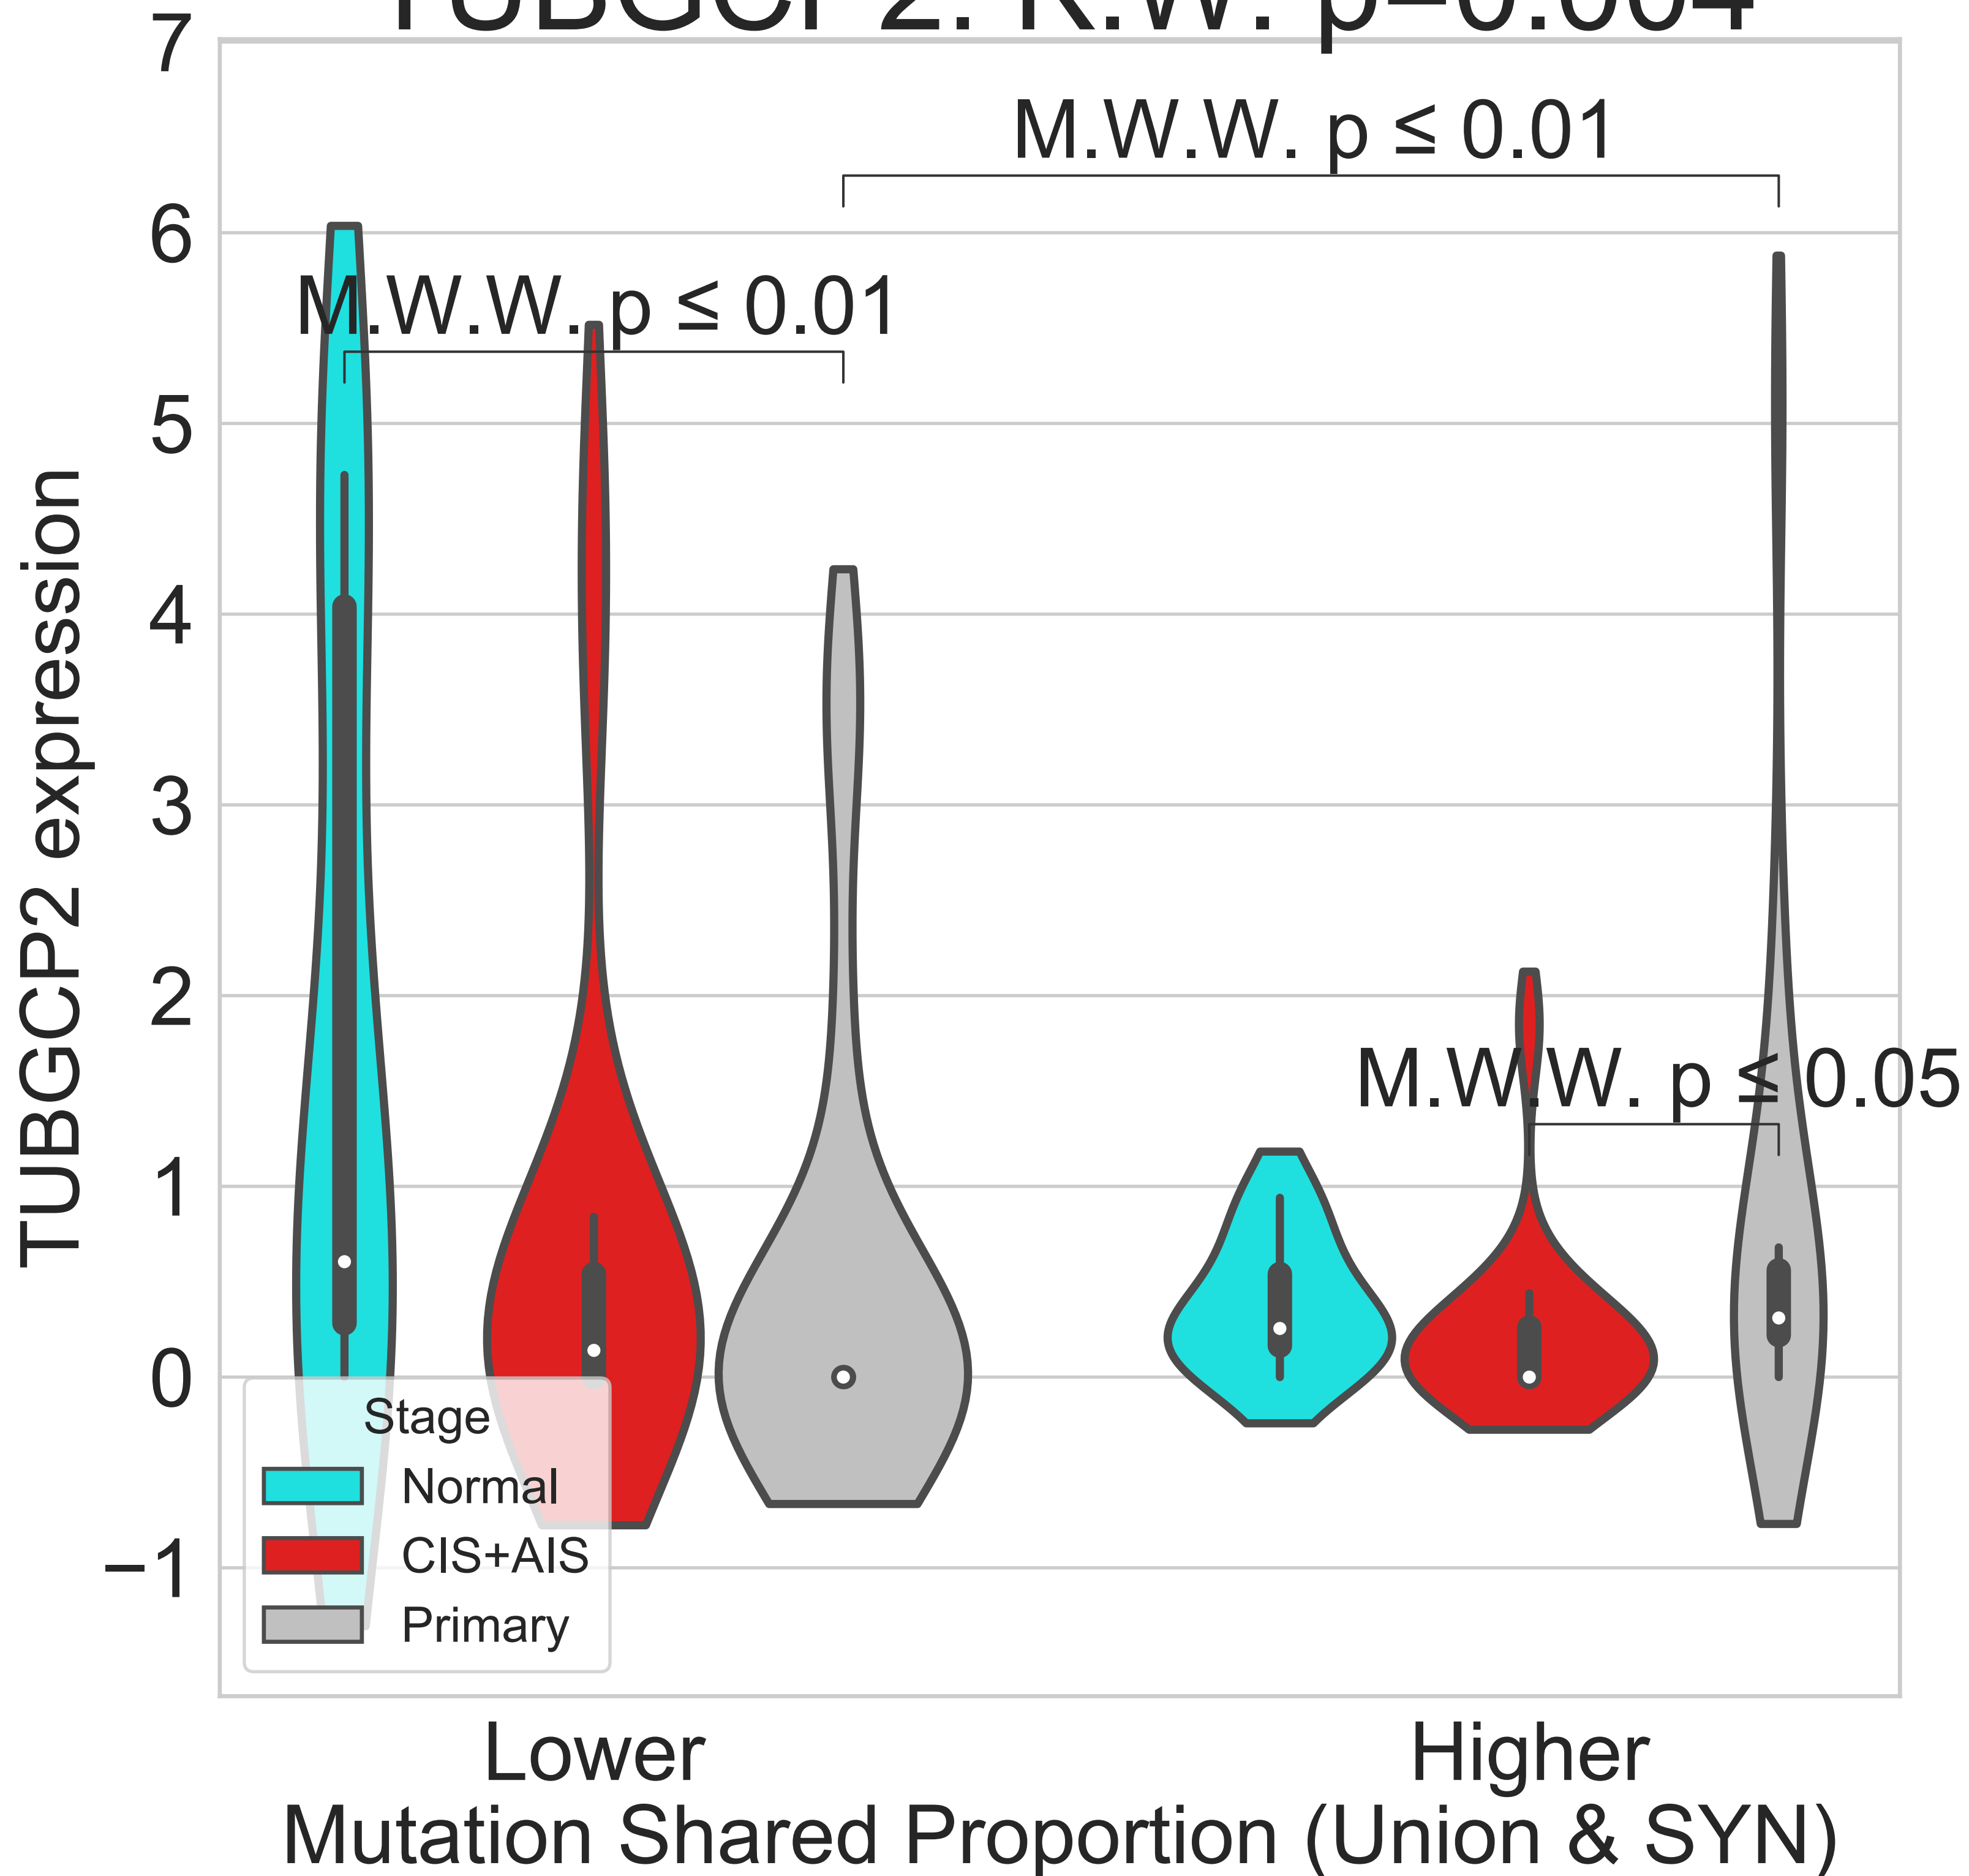 TUBGCP2: K.W.
7
6
5
4
3
2
1
0
−1
TUBGCP2 expression
M.W.W. p ≤ 0.01
M.W.W. p ≤ 0.01
M.W.W. p ≤ 0.05
Stage
Normal
CIS+AIS
Primary
Lower
Higher
Mutation Shared Proportion (Union & SYN)